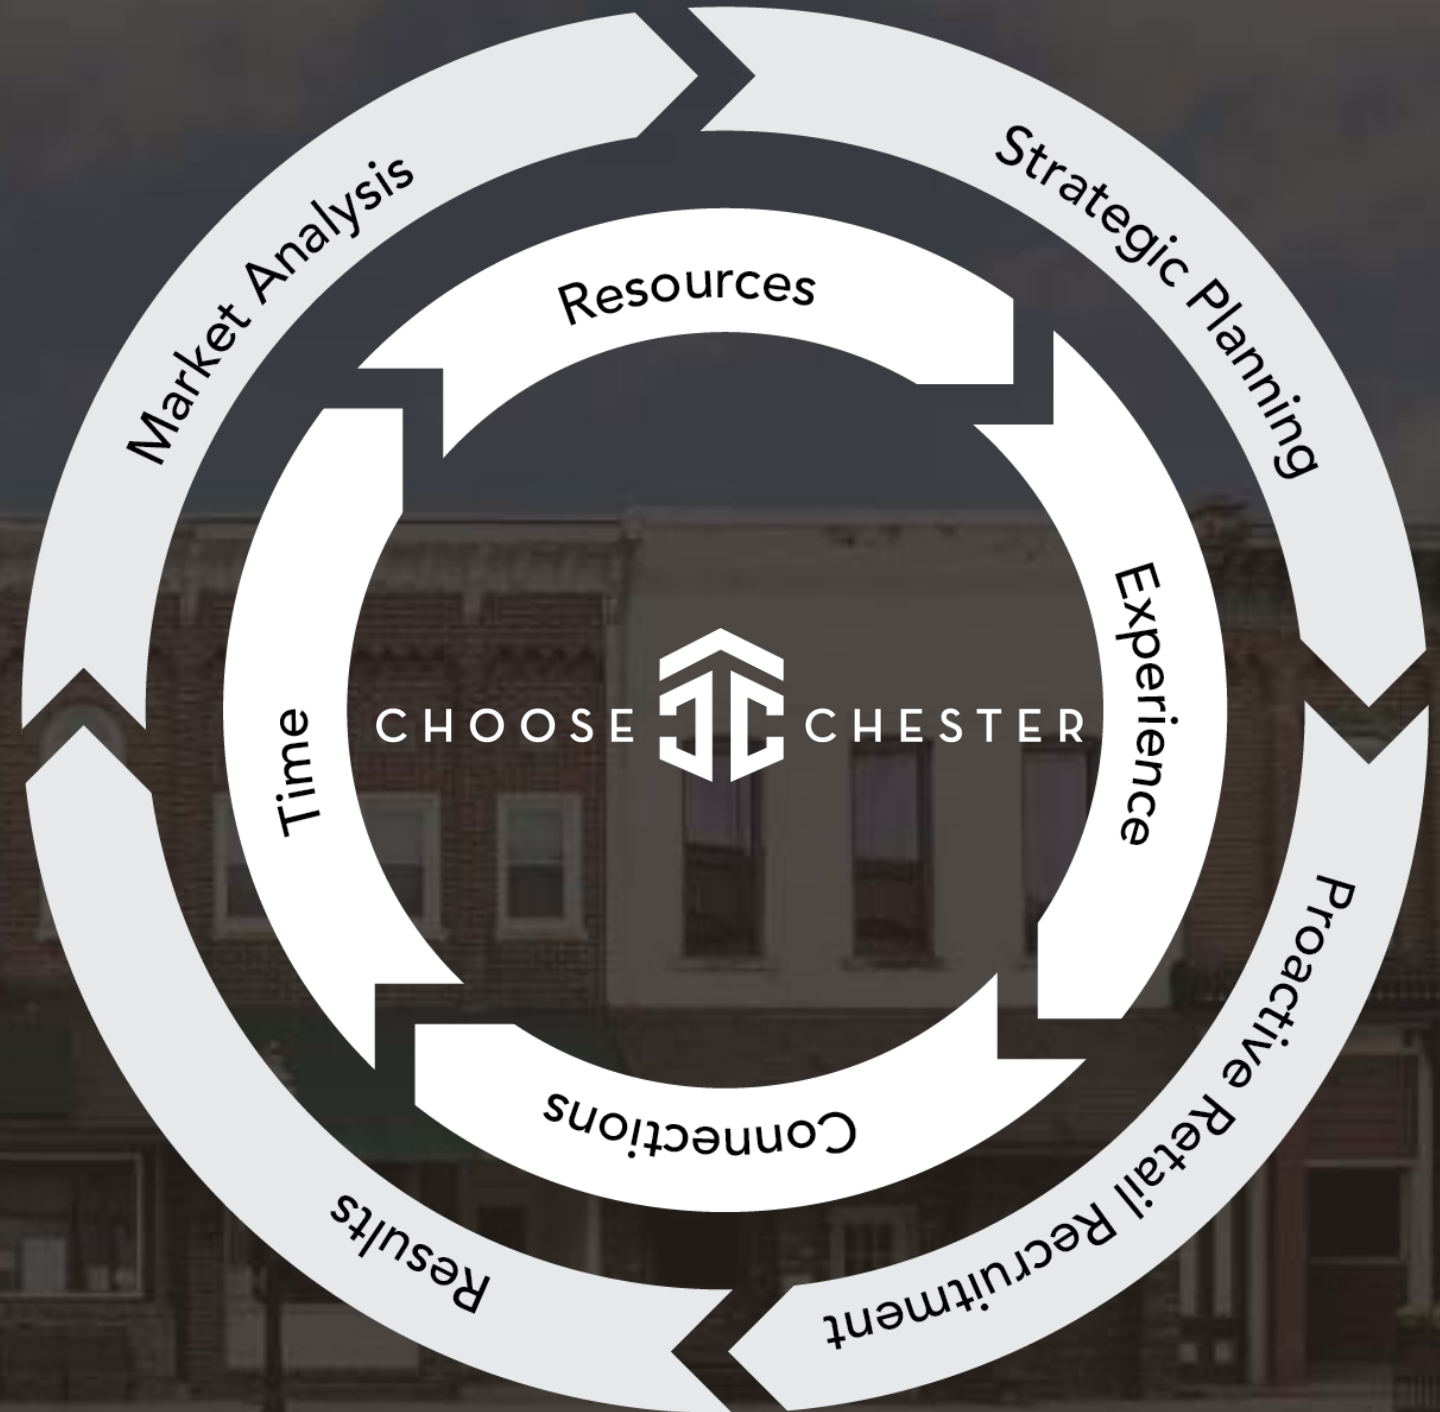 Market Analysis
Strategic Planning
Proactive Retail Recruitment
Results
Resources
Experience
Connections
Time
CHOOSE CHESTER